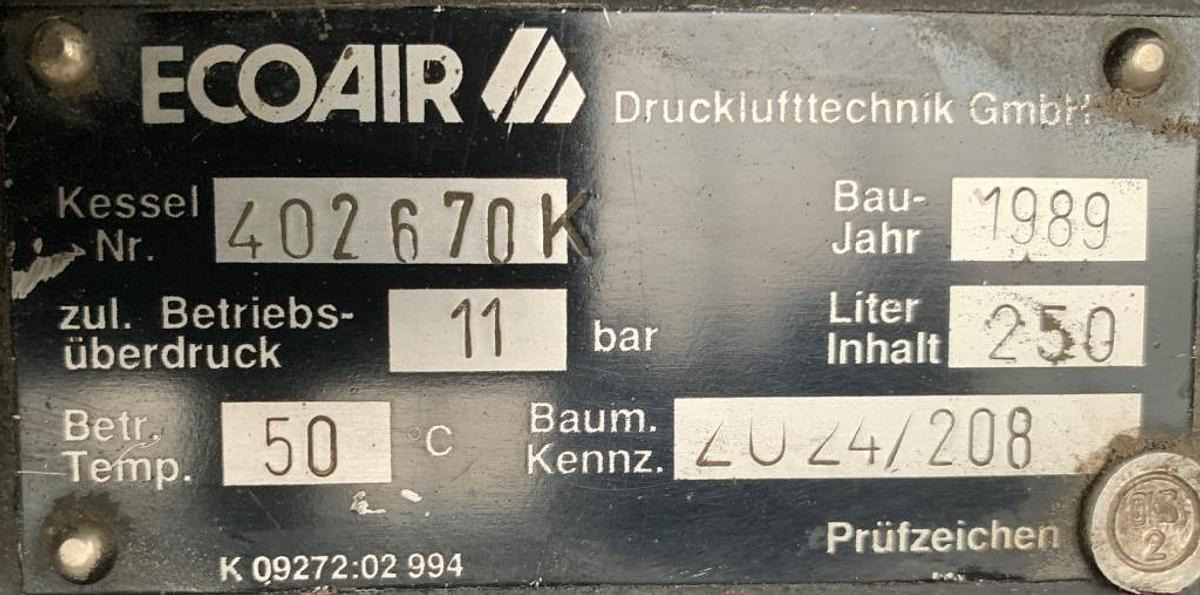 ECOAIR Drucklufttechnik GmbH
Kessel Nr. 402670K
Bau-Jahr 1989
zul. Betriebs-überdruck 11 bar
Liter Inhalt 250
Betr. Temp. 50 °C
Baum. Kennz. 2024/208
Prüfzeichen
K 09272:02 994